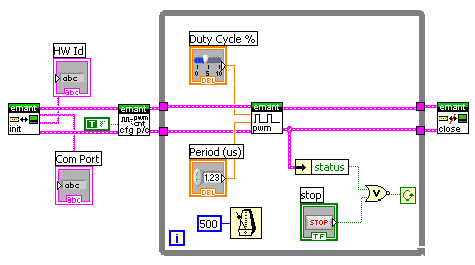 HW Id
abc
abc
Duty Cycle %
0 5 10
DBL
emant
init
T
emant
pwm
cnt
cfg p/c
emant
pwm
emant
close
Com Port
abc
abc
Period (us)
1.23
DBL
status
stop
STOP
TF
V
500
i